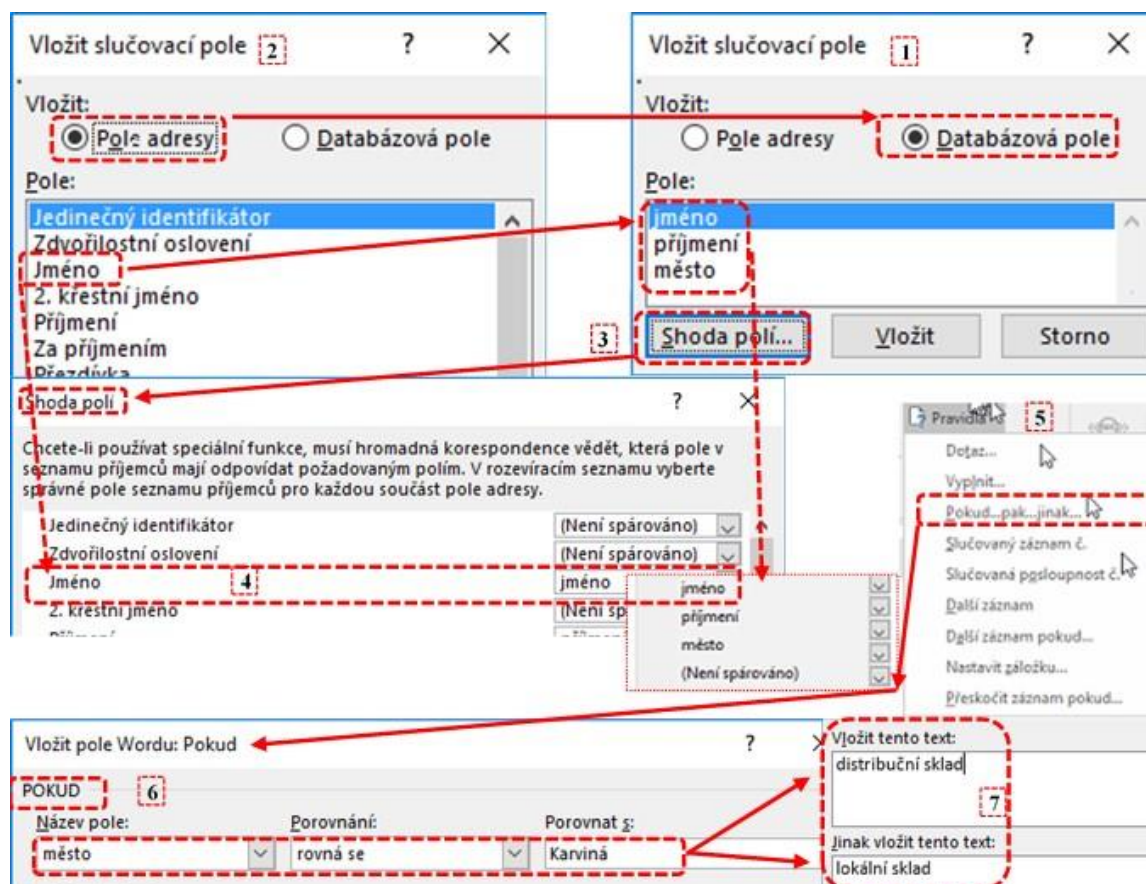 Vložit slučovací pole 2 ? ×
Vložit:
Pole adresy Databázová pole
Pole:
Jedinečný identifikátor
Zdvořilostní oslovení
Jméno
2. křestní jméno
Příjmení
Za příjmením
Přezdívka
Vložit slučovací pole 1 ? ×
Vložit:
Pole adresy Databázová pole
Pole:
jméno
příjmení
město
3 Shoda polí... Vložit Storno
Shoda polí ? ×
Chcete-li používat speciální funkce, musí hromadná korespondence vědět, která pole v
seznamu příjemců mají odpovídat požadovaným polím. V rozevíracím seznamu vyberte
správné pole seznamu příjemců pro každou součást pole adresy.
Jedinečný identifikátor (Není spárováno)
Zdvořilostní oslovení (Není spárováno)
Jméno 4 jméno
2. křestní jméno (Není sp
jméno
příjmení
město
(Není spárováno)
Pravidla 5
Dotaz...
Vyplnit...
Pokud...pak...jinak...
Slučovaný záznam č.
Slučovaná posloupnost č.
Další záznam
Další záznam pokud...
Nastavit záložku...
Přeskočit záznam pokud...
Vložit pole Wordu: Pokud ? ×
POKUD 6
Název pole: Porovnání: Porovnat s:
město rovná se Karviná
Vložit tento text:
distribuční sklad
7
Jinak vložit tento text:
lokální sklad